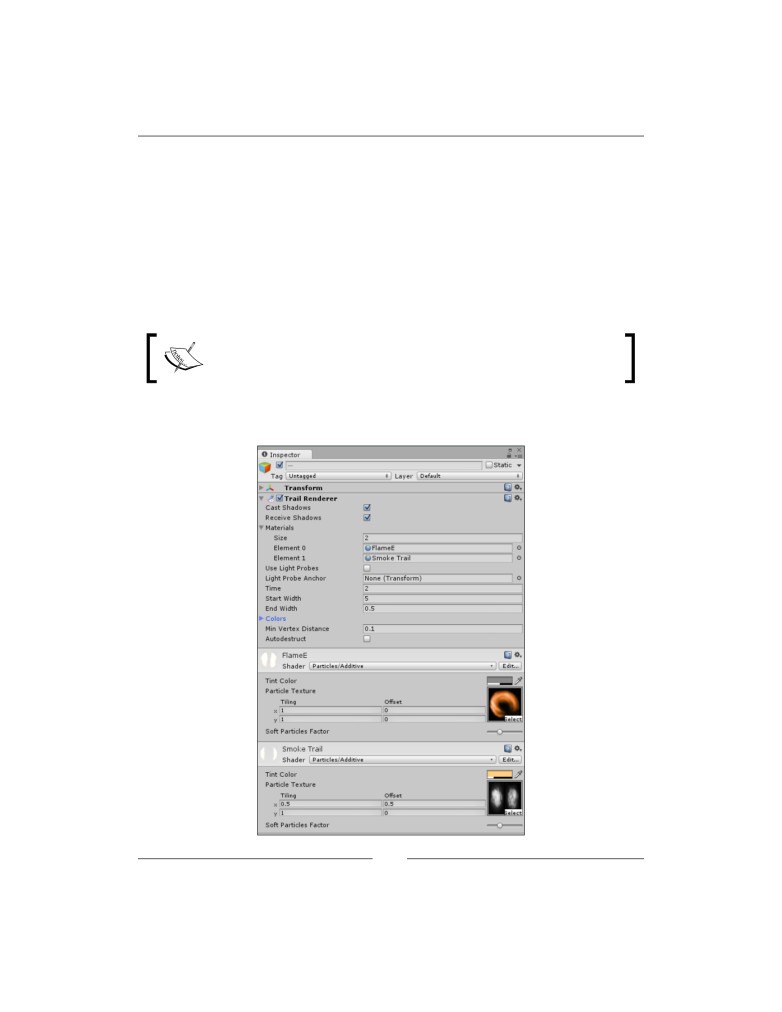 Inspector
--
Static
Tag Untagged Layer Default
Transform
Trail Renderer
Cast Shadows
Receive Shadows
Materials
Size 2
Element 0 FlameE
Element 1 Smoke Trail
Use Light Probes
Light Probe Anchor None (Transform)
Time 2
Start Width 5
End Width 0.5
Colors
Min Vertex Distance 0.1
Autodestruct
FlameE
Shader Particles/Additive Edit...
Tint Color
Particle Texture
Tiling Offset
x 1 0
y 1 0
Select
Soft Particles Factor
Smoke Trail
Shader Particles/Additive Edit...
Tint Color
Particle Texture
Tiling Offset
x 0.5 0.5
y 1 0
Select
Soft Particles Factor